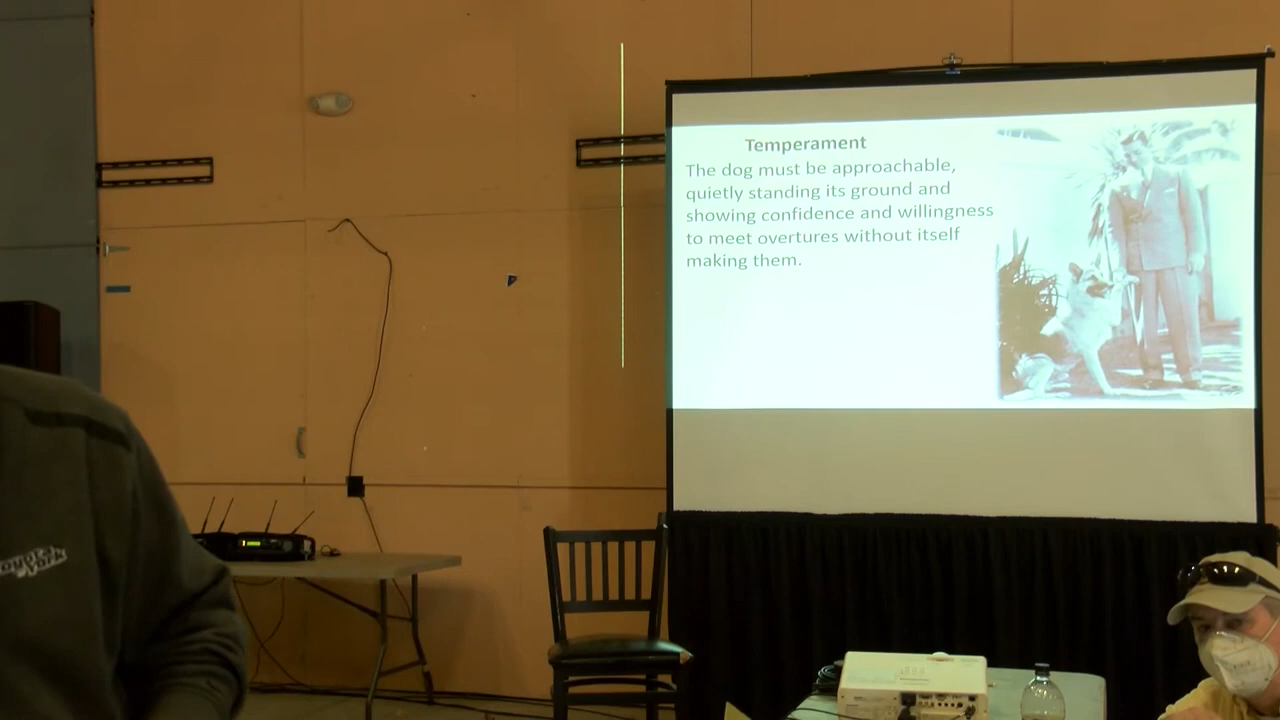 Temperament
The dog must be approachable,
quietly standing its ground and
showing confidence and willingness
to meet overtures without itself
making them.